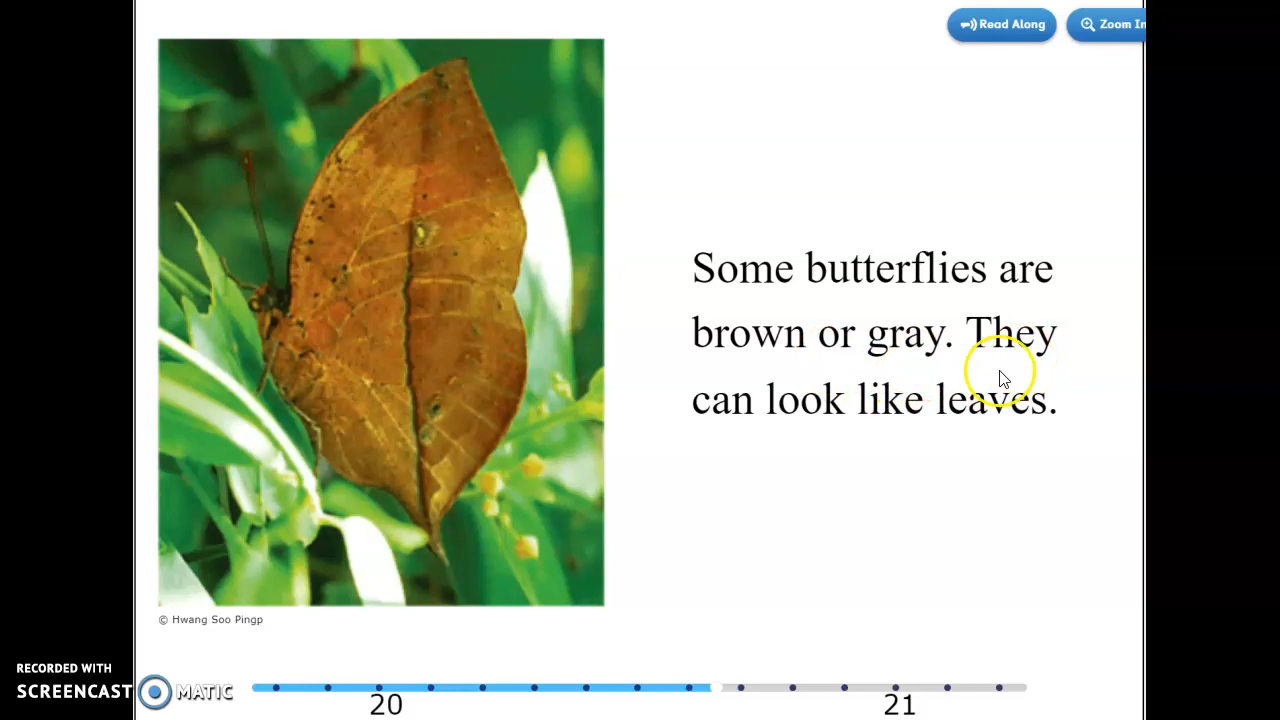 Read Along
Zoom In
Some butterflies are
brown or gray. They
can look like leaves.
© Hwang Soo Pingp
RECORDED WITH
SCREENCAST MATIC
20
21